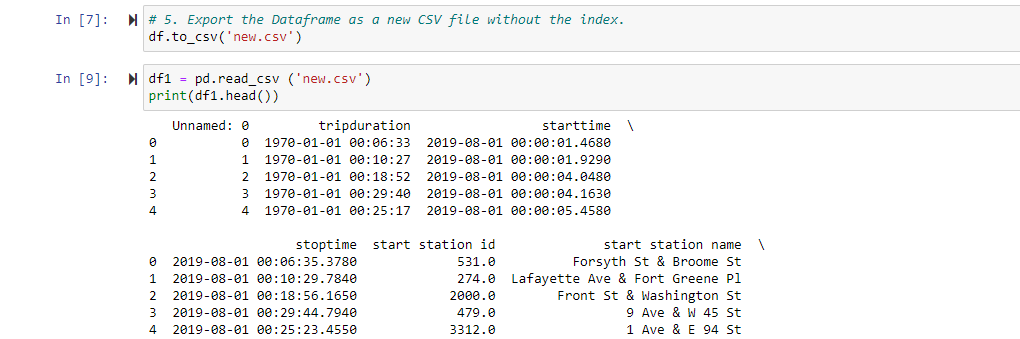 In [7]: # 5. Export the Dataframe as a new CSV file without the index.
df.to_csv('new.csv')
In [9]: df1 = pd.read_csv ('new.csv')
print(df1.head())
Unnamed: 0 tripduration starttime \
0 0 1970-01-01 00:06:33 2019-08-01 00:00:01.4680
1 1 1970-01-01 00:10:27 2019-08-01 00:00:01.9290
2 2 1970-01-01 00:18:52 2019-08-01 00:00:04.0480
3 3 1970-01-01 00:29:40 2019-08-01 00:00:04.1630
4 4 1970-01-01 00:25:17 2019-08-01 00:00:05.4580
stoptime start station id start station name \
0 2019-08-01 00:06:35.3780 531.0 Forsyth St & Broome St
1 2019-08-01 00:10:29.7840 274.0 Lafayette Ave & Fort Greene Pl
2 2019-08-01 00:18:56.1650 2000.0 Front St & Washington St
3 2019-08-01 00:29:44.7940 479.0 9 Ave & W 45 St
4 2019-08-01 00:25:23.4550 3312.0 1 Ave & E 94 St